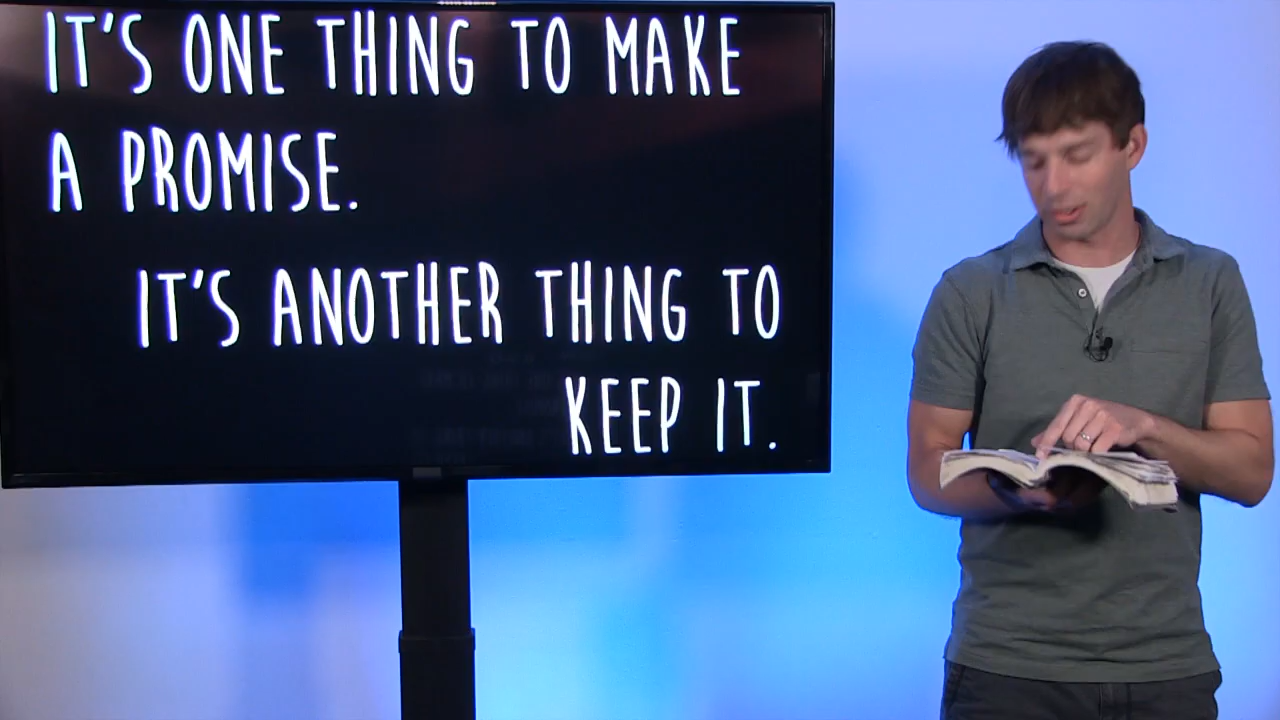 IT'S ONE THING TO MAKE
A PROMISE.
IT'S ANOTHER THING TO
KEEP IT.